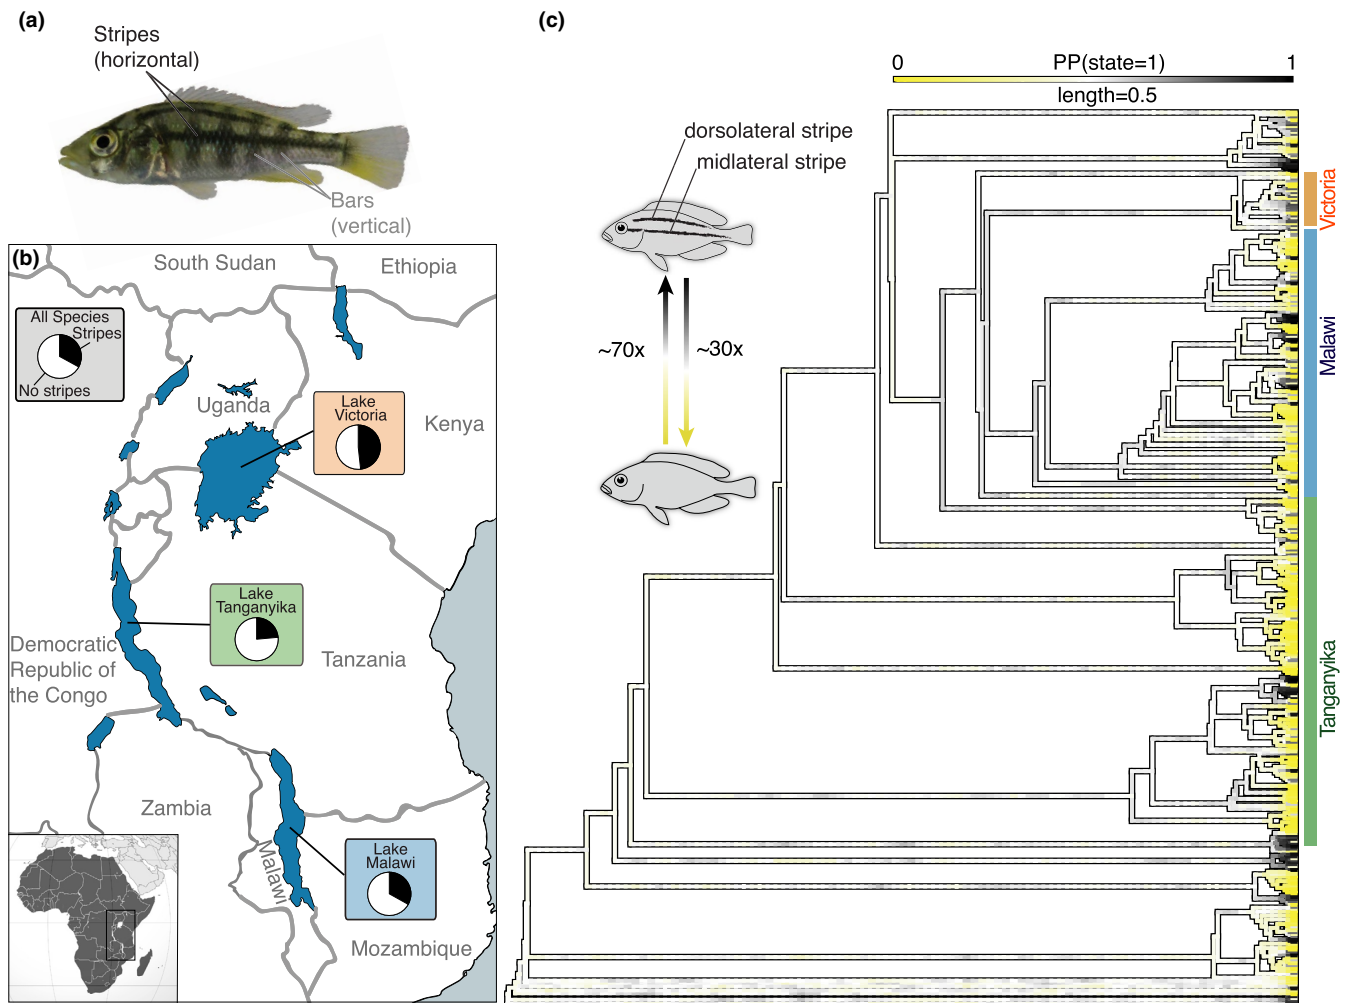 (a)
Stripes
(horizontal)
Bars
(vertical)
(b)
South Sudan
Ethiopia
All Species
Stripes
No stripes
Uganda
Lake
Victoria
Kenya
Lake
Tanganyika
Democratic
Republic of
the Congo
Tanzania
Zambia
Malawi
Lake
Malawi
Mozambique
(c)
0
PP(state=1)
1
length=0.5
dorsolateral stripe
midlateral stripe
~70x
~30x
Victoria
Malawi
Tanganyika